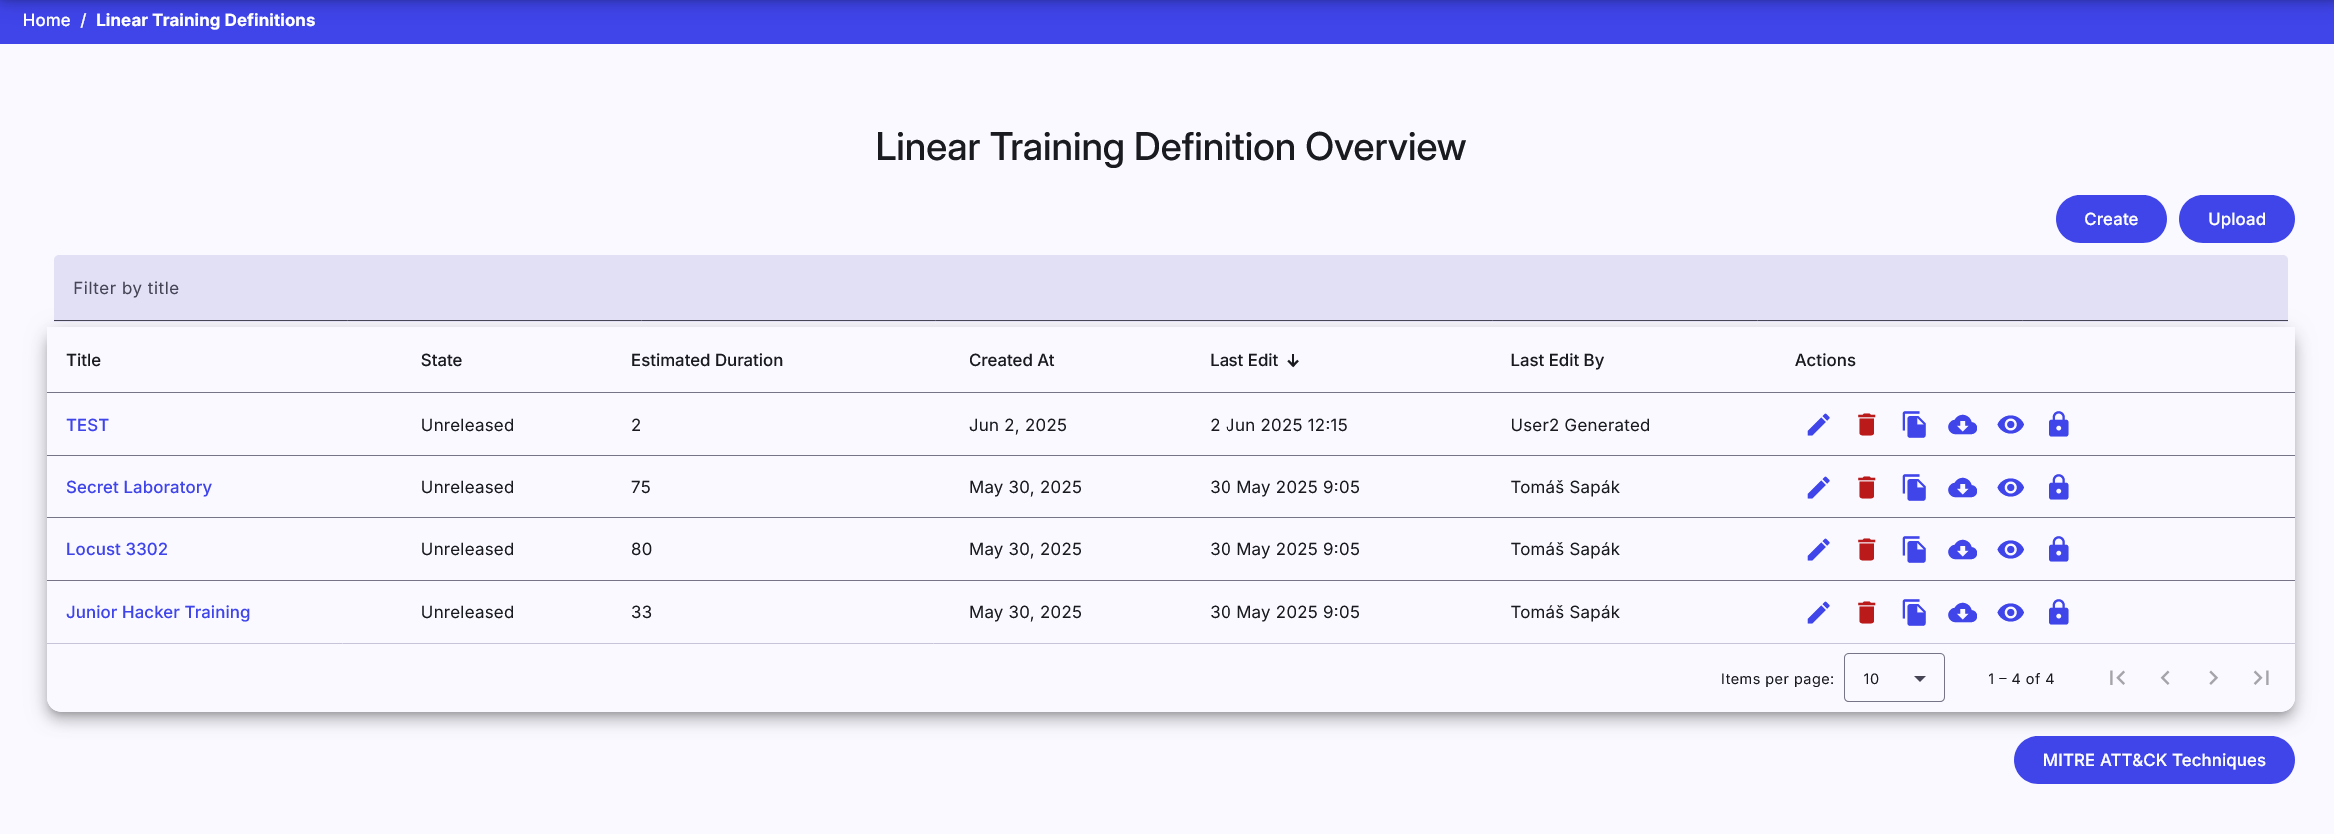 Home / Linear Training Definitions
Linear Training Definition Overview
Create Upload
Filter by title
Title State Estimated Duration Created At Last Edit Last Edit By Actions
TEST Unreleased 2 Jun 2, 2025 2 Jun 2025 12:15 User2 Generated
Secret Laboratory Unreleased 75 May 30, 2025 30 May 2025 9:05 Tomáš Sapák
Locust 3302 Unreleased 80 May 30, 2025 30 May 2025 9:05 Tomáš Sapák
Junior Hacker Training Unreleased 33 May 30, 2025 30 May 2025 9:05 Tomáš Sapák
Items per page: 10 1 – 4 of 4
MITRE ATT&CK Techniques